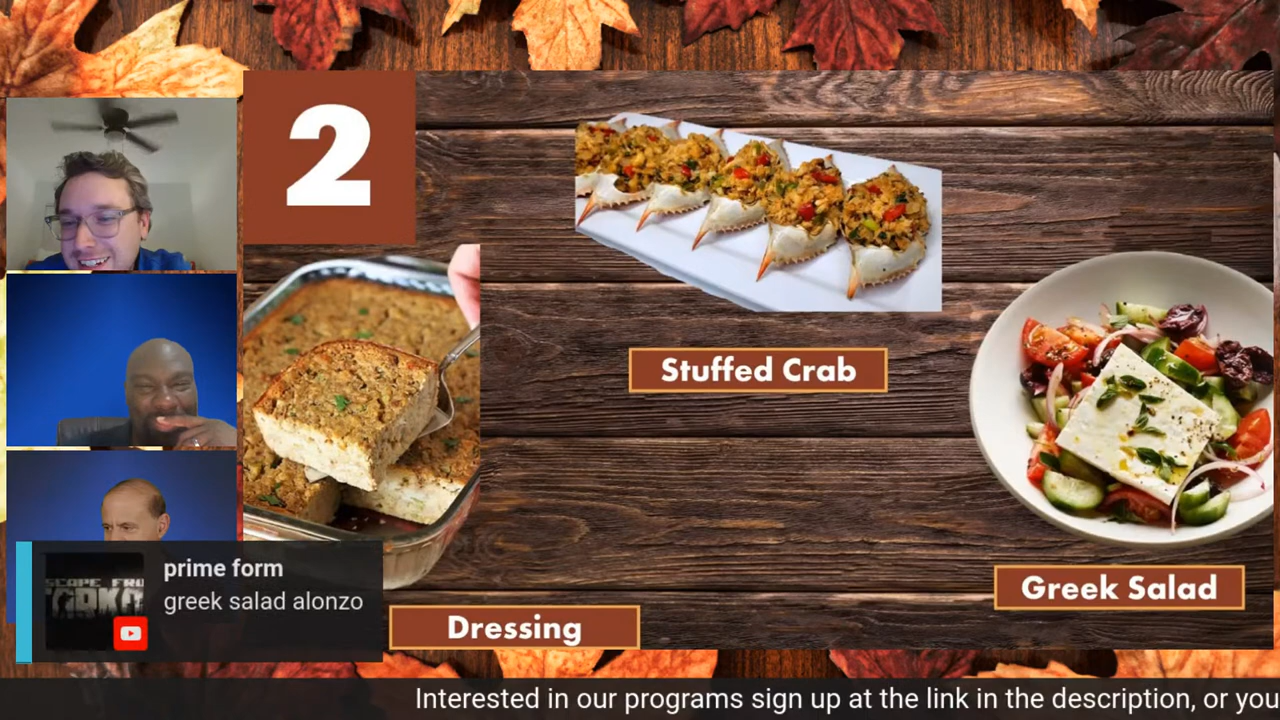 2
Stuffed Crab
Greek Salad
Dressing
prime form
greek salad alonzo
Interested in our programs sign up at the link in the description, or you